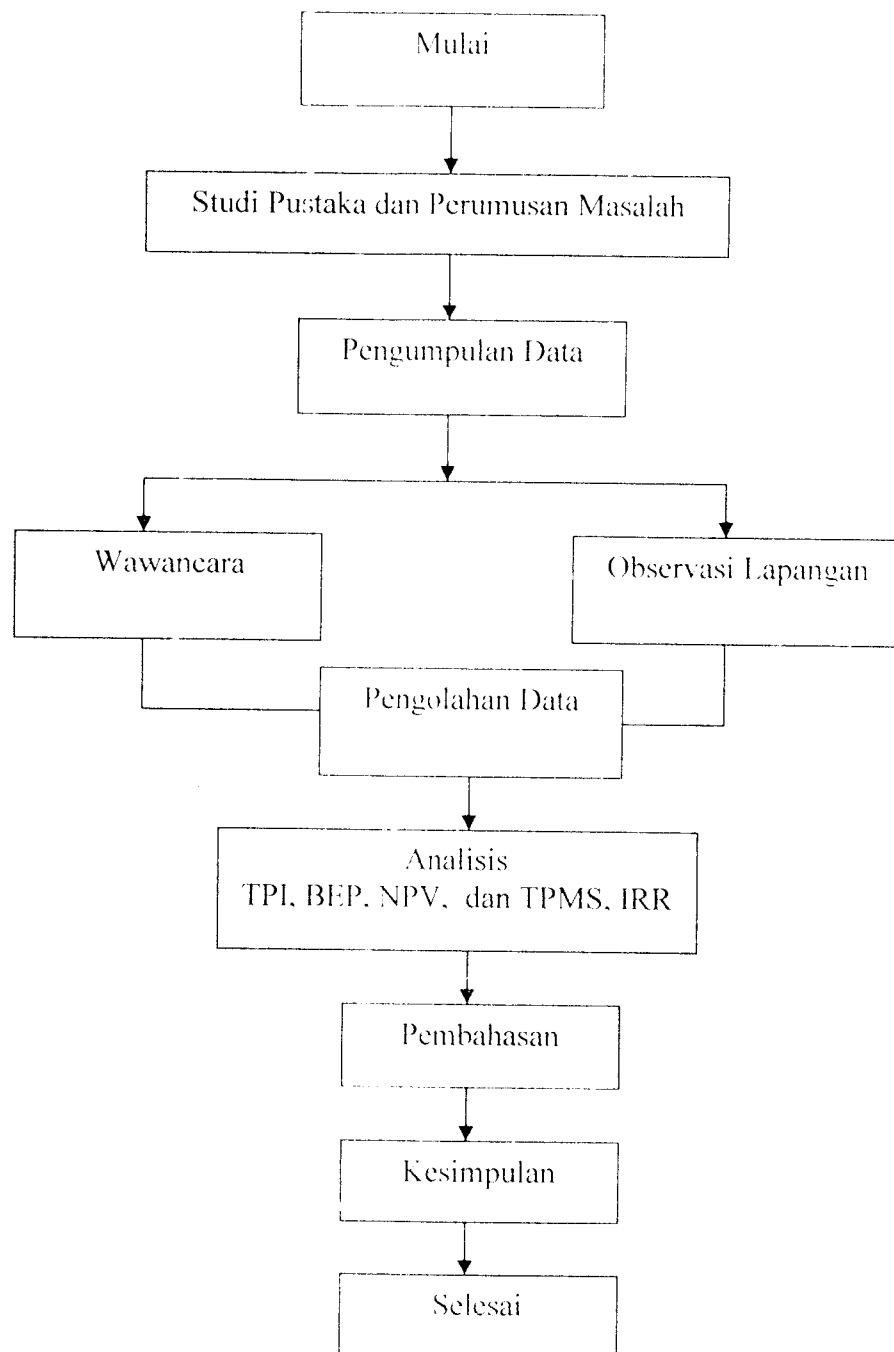 Mulai
Studi Pustaka dan Perumusan Masalah
Pengumpulan Data
Wawancara
Observasi Lapangan
Pengolahan Data
Analisis
TPI, BEP, NPV, dan TPMS, IRR
Pembahasan
Kesimpulan
Selesai